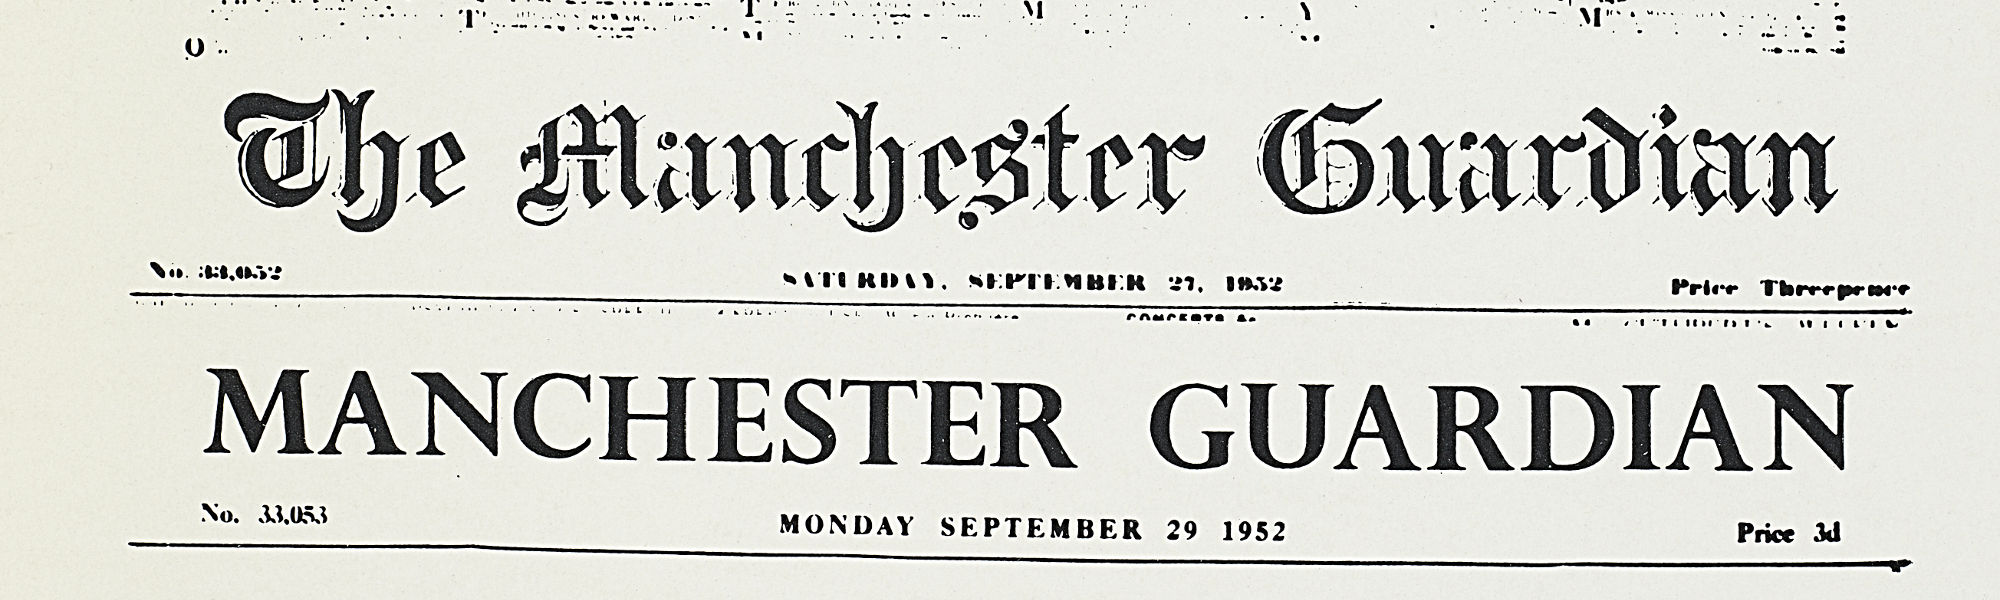 The Manchester Guardian
No. 33,052 SATURDAY, SEPTEMBER 27, 1952 Price Threepence
CONCERTS &c
MANCHESTER GUARDIAN
No. 33,053 MONDAY SEPTEMBER 29 1952 Price 3d